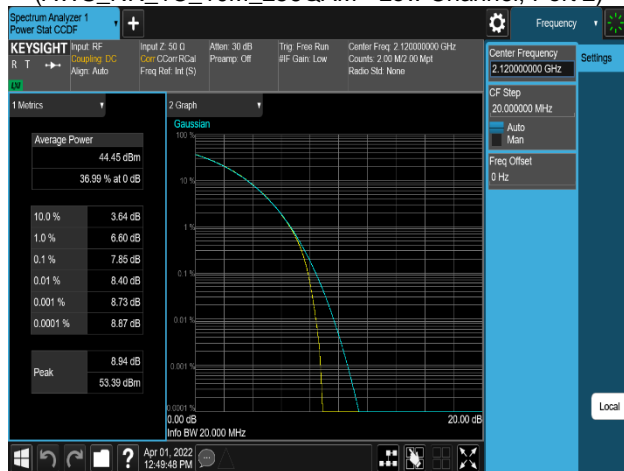 Spectrum Analyzer 1
Power Stat CCDF
Frequency
KEYSIGHT
R T
LV
Input: RF
Coupling: DC
Align: Auto
Input Z: 50 Ω
Corr CCorr RCal
Freq Ref: Int (S)
Atten: 30 dB
Preamp: Off
Trig: Free Run
#IF Gain: Low
Center Freq: 2.120000000 GHz
Counts: 2.00 M/2.00 Mpt
Radio Std: None
Center Frequency
2.120000000 GHz
Settings
CF Step
20.000000 MHz
Auto
Man
Freq Offset
0 Hz
1 Metrics
Average Power
44.45 dBm
36.99 % at 0 dB
10.0 % 3.64 dB
1.0 % 6.60 dB
0.1 % 7.85 dB
0.01 % 8.40 dB
0.001 % 8.73 dB
0.0001 % 8.87 dB
Peak
8.94 dB
53.39 dBm
2 Graph
Gaussian
100 %
10 %
1 %
0.1 %
0.01 %
0.001 %
0.0001 %
0.00 dB 20.00 dB
Info BW 20.000 MHz
Local
Apr 01, 2022
12:49:48 PM